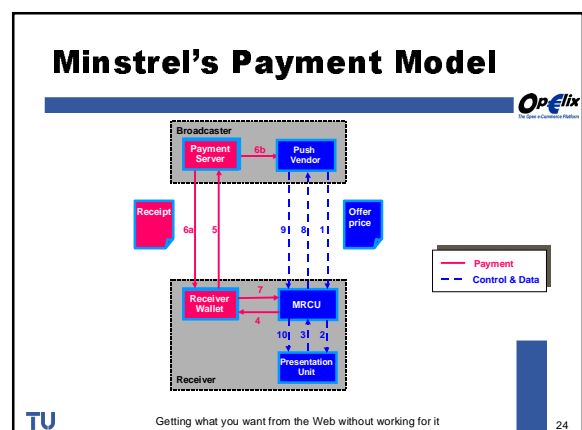 Minstrel's Payment Model
Op€lix
The Open e-Commerce Platform
Broadcaster
Payment
Server
6b
Push
Vendor
Receipt
6a
5
9
8
1
Offer
price
Payment
Control & Data
Receiver
Wallet
7
4
MRCU
10
3
2
Presentation
Unit
Receiver
TU
Getting what you want from the Web without working for it
24